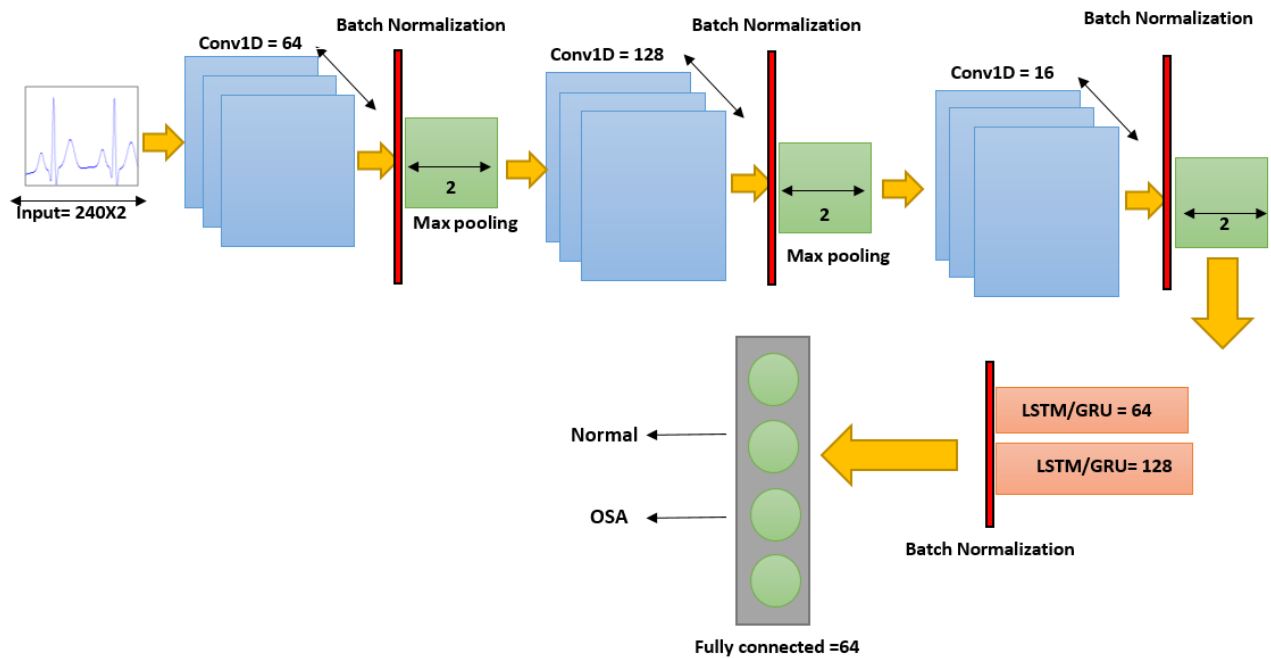 Batch Normalization
Conv1D = 64
Input= 240X2
2
Max pooling
Batch Normalization
Conv1D = 128
2
Max pooling
Batch Normalization
Conv1D = 16
2
LSTM/GRU = 64
LSTM/GRU= 128
Batch Normalization
Normal
OSA
Fully connected =64